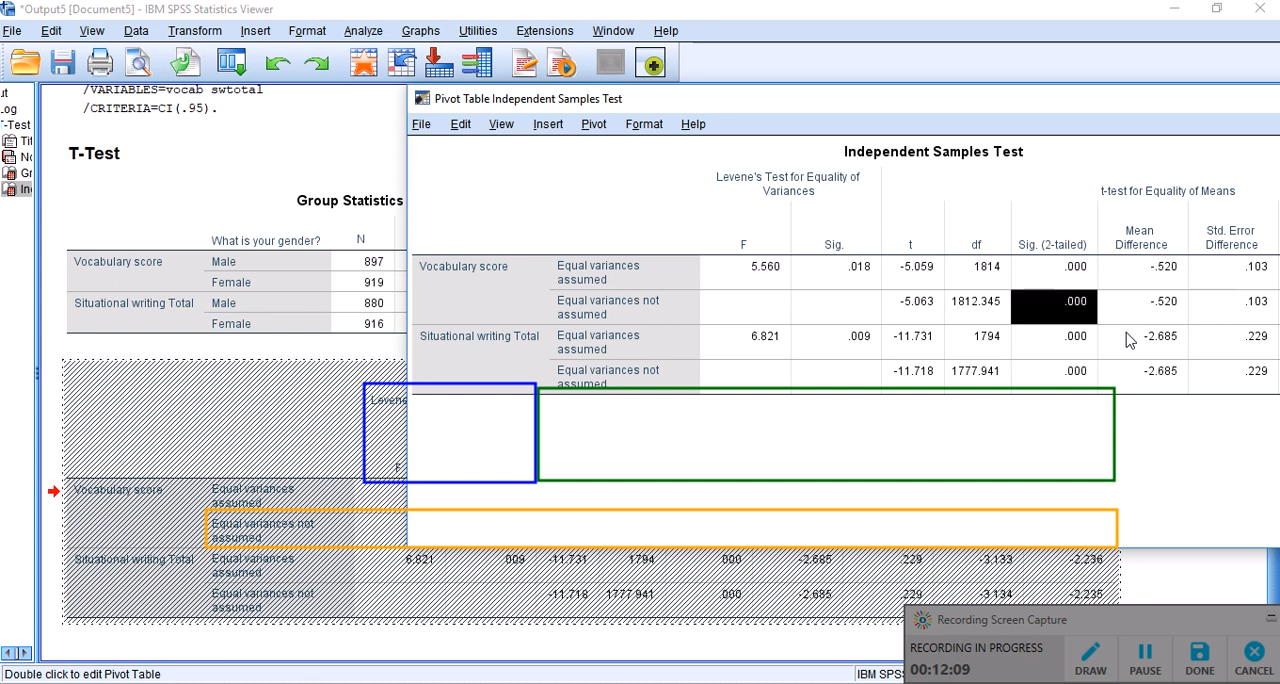 *Output5 [Document5] - IBM SPSS Statistics Viewer
File Edit View Data Transform Insert Format Analyze Graphs Utilities Extensions Window Help
/VARIABLES=vocab swtotal
/CRITERIA=CI(.95).
T-Test
Group Statistics
What is your gender? N
Vocabulary score Male 897
Female 919
Situational writing Total Male 880
Female 916
Pivot Table Independent Samples Test
File Edit View Insert Pivot Format Help
Independent Samples Test
Levene's Test for Equality of
Variances
t-test for Equality of Means
F Sig. t df Sig. (2-tailed) Mean Difference Std. Error Difference
Vocabulary score Equal variances assumed 5.560 .018 -5.059 1814 .000 -.520 .103
Equal variances not assumed -5.063 1812.345 .000 -.520 .103
Situational writing Total Equal variances assumed 6.821 .009 -11.731 1794 .000 -2.685 .229
Equal variances not assumed -11.718 1777.941 .000 -2.685 .229
Levene
F
Vocabulary score Equal variances assumed
Equal variances not assumed
Situational writing Total Equal variances assumed 6.821 .009 -11.731 1794 .000 -2.685 .229 -3.133 -2.236
Equal variances not assumed -11.718 1777.941 .000 -2.685 .229 -3.134 -2.235
Recording Screen Capture
RECORDING IN PROGRESS
00:12:09
DRAW PAUSE DONE CANCEL
Double click to edit Pivot Table
IBM SPS